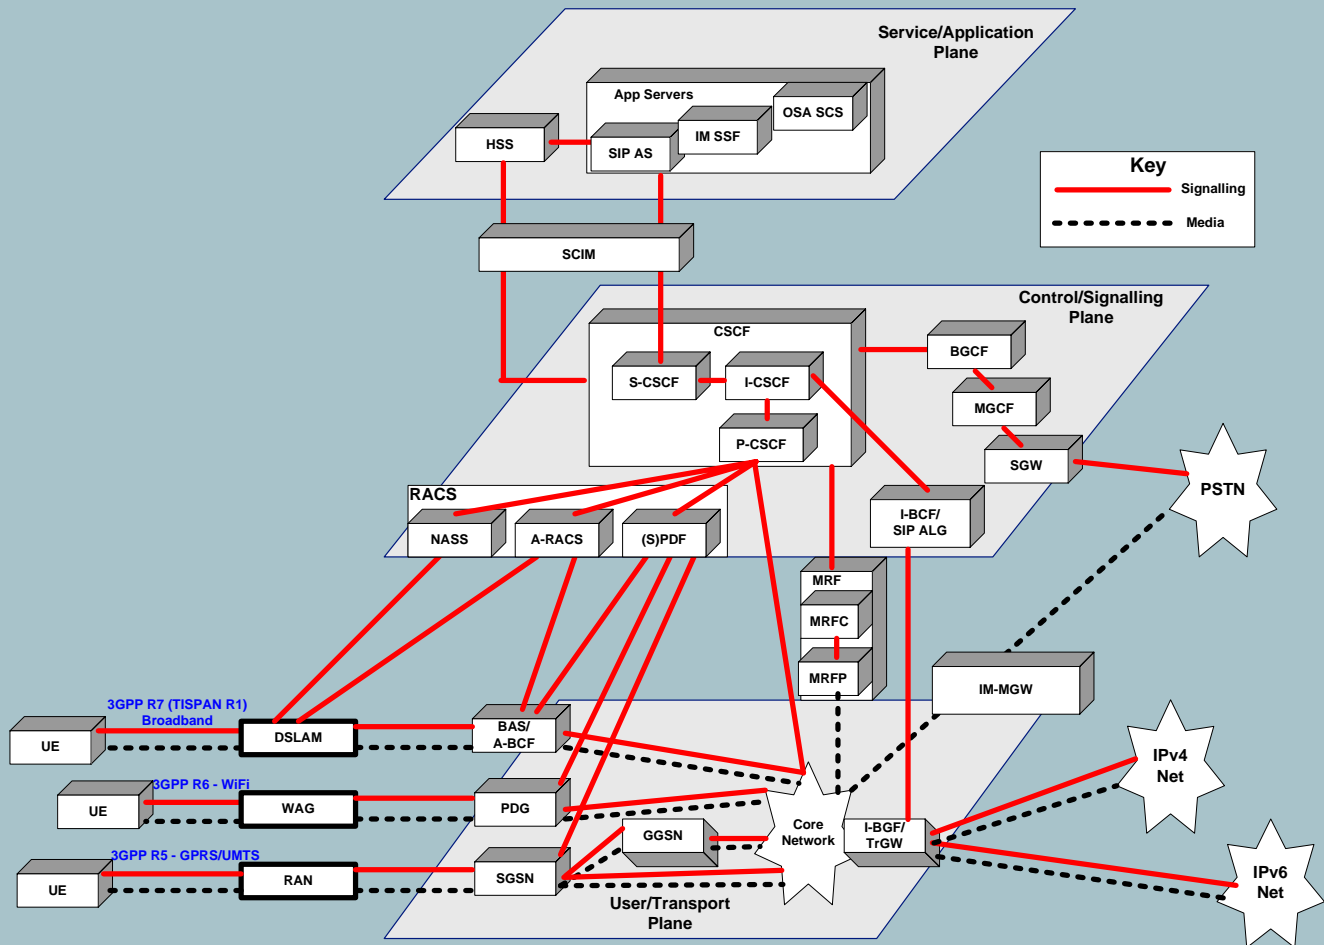 Service/Application
Plane
App Servers
OSA SCS
IM SSF
HSS
SIP AS
Key
Signalling
Media
SCIM
Control/Signalling
Plane
CSCF
BGCF
S-CSCF
I-CSCF
MGCF
P-CSCF
SGW
PSTN
RACS
I-BCF/
SIP ALG
NASS
A-RACS
(S)PDF
MRF
MRFC
MRFP
IM-MGW
3GPP R7 (TISPAN R1)
Broadband
UE
DSLAM
BAS/
A-BCF
IPv4
Net
3GPP R6 - WiFi
UE
WAG
PDG
Core
Network
GGSN
I-BGF/
TrGW
3GPP R5 - GPRS/UMTS
UE
RAN
SGSN
IPv6
Net
User/Transport
Plane